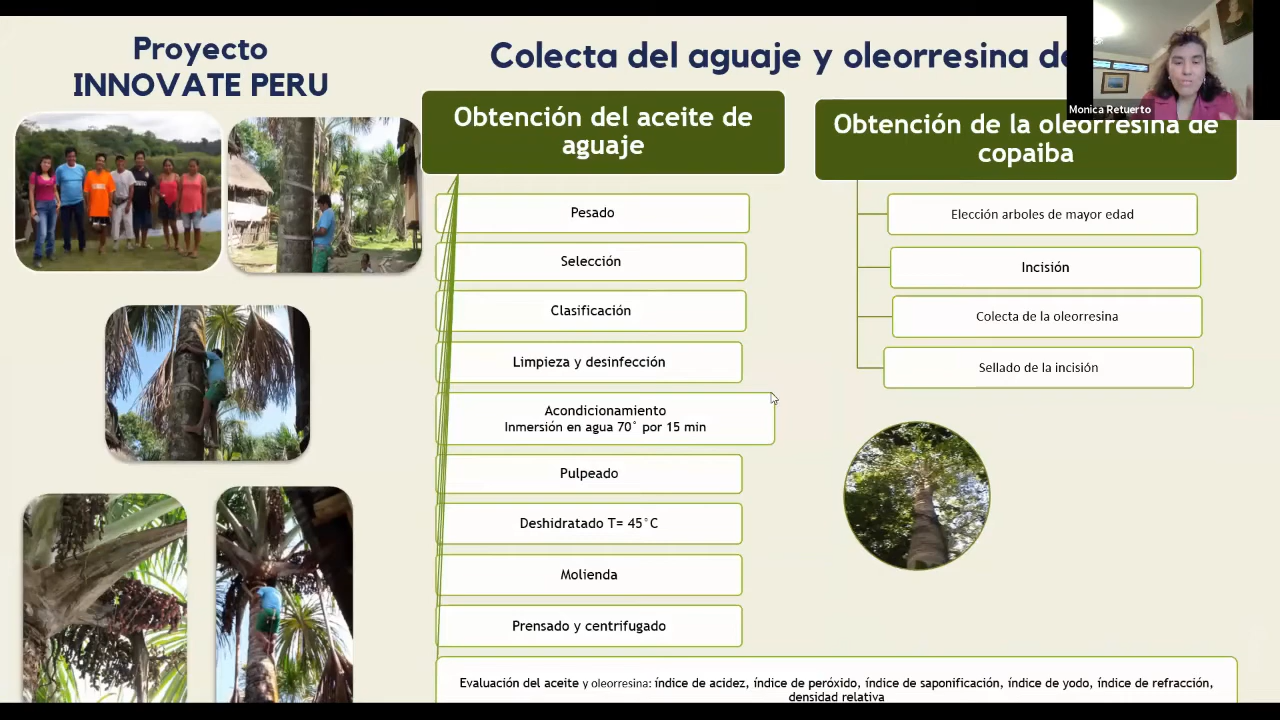 Proyecto
INNOVATE PERU
Colecta del aguaje y oleorresina de
Monica Retuerto
Obtención del aceite de
aguaje
Pesado
Selección
Clasificación
Limpieza y desinfección
Acondicionamiento
Inmersión en agua 70° por 15 min
Pulpeado
Deshidratado T= 45°C
Molienda
Prensado y centrifugado
Obtención de la oleorresina de
copaiba
Elección arboles de mayor edad
Incisión
Colecta de la oleorresina
Sellado de la incisión
Evaluación del aceite y oleorresina: índice de acidez, índice de peróxido, índice de saponificación, índice de yodo, índice de refracción,
densidad relativa